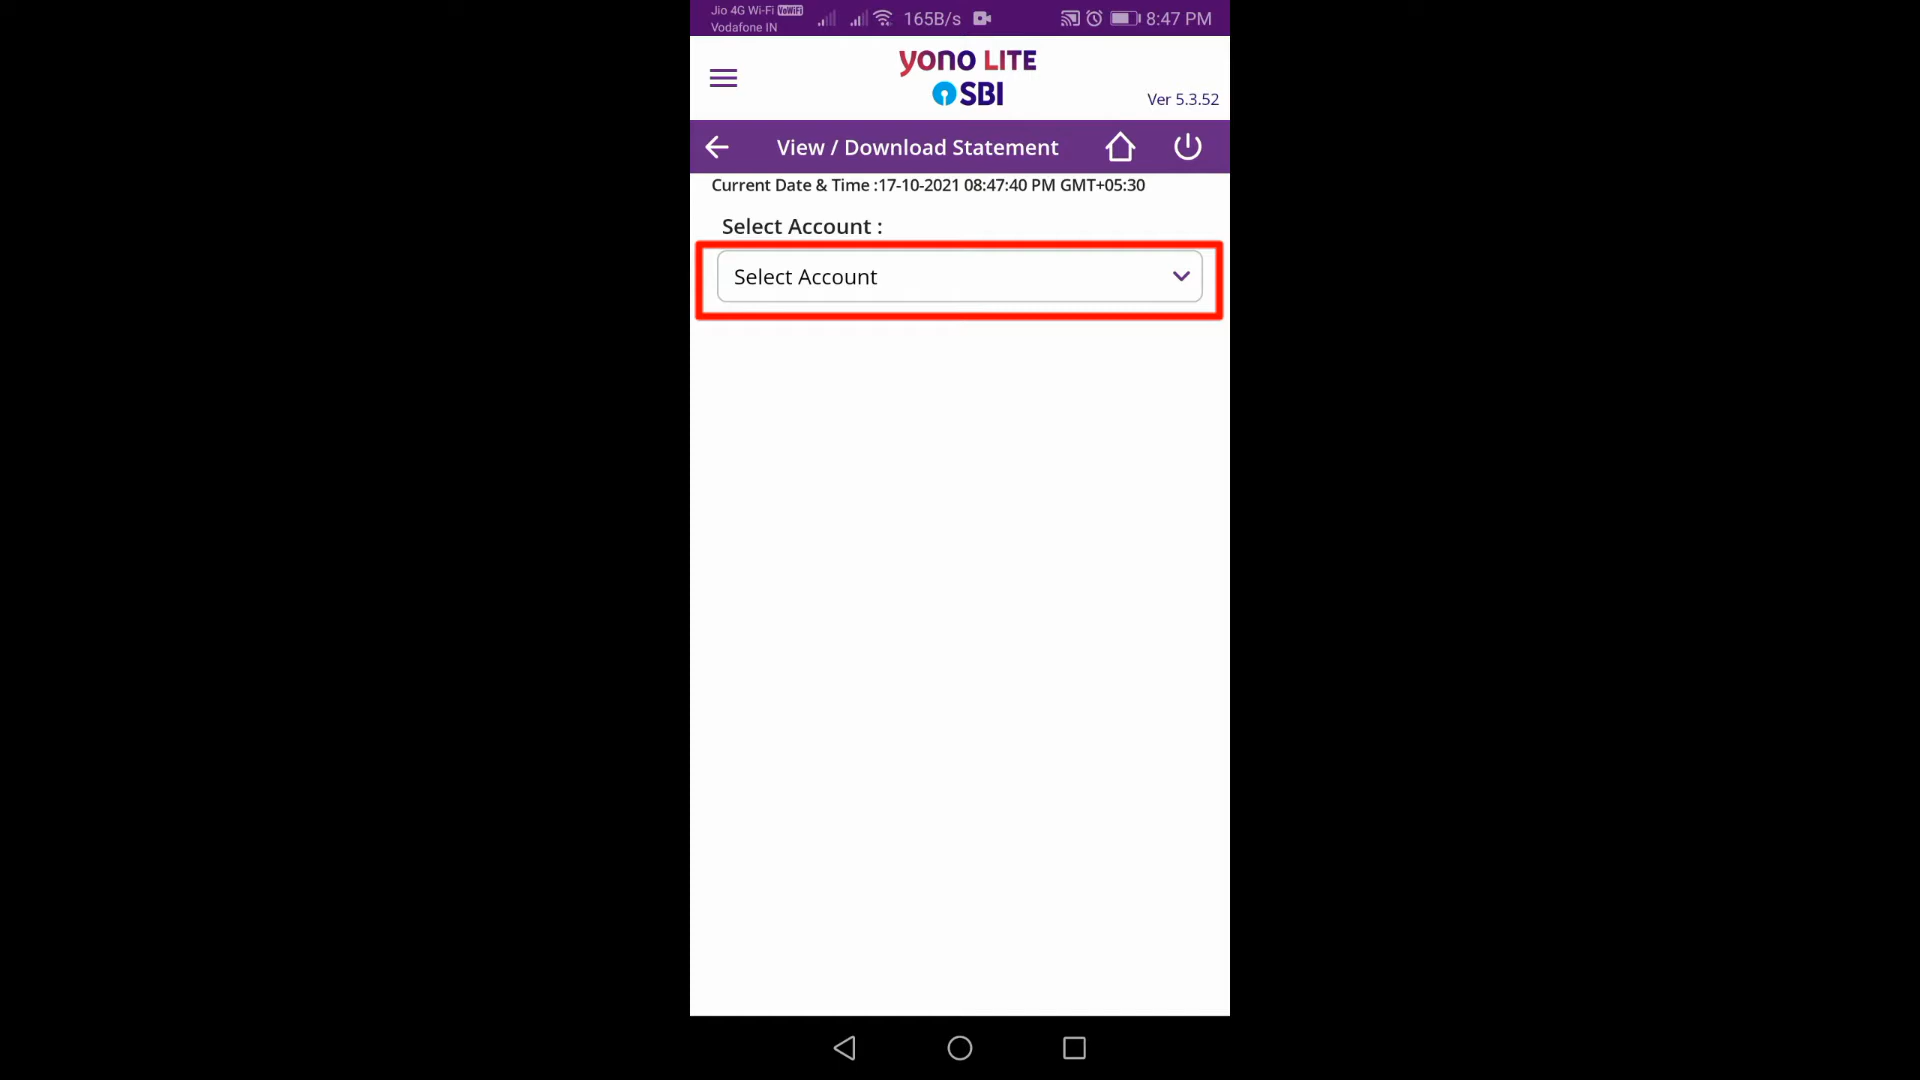 Jio 4G Wi-Fi VoWiFi
Vodafone IN
165B/s
8:47 PM
yono LITE
SBI
Ver 5.3.52
View / Download Statement
Current Date & Time :17-10-2021 08:47:40 PM GMT+05:30
Select Account :
Select Account